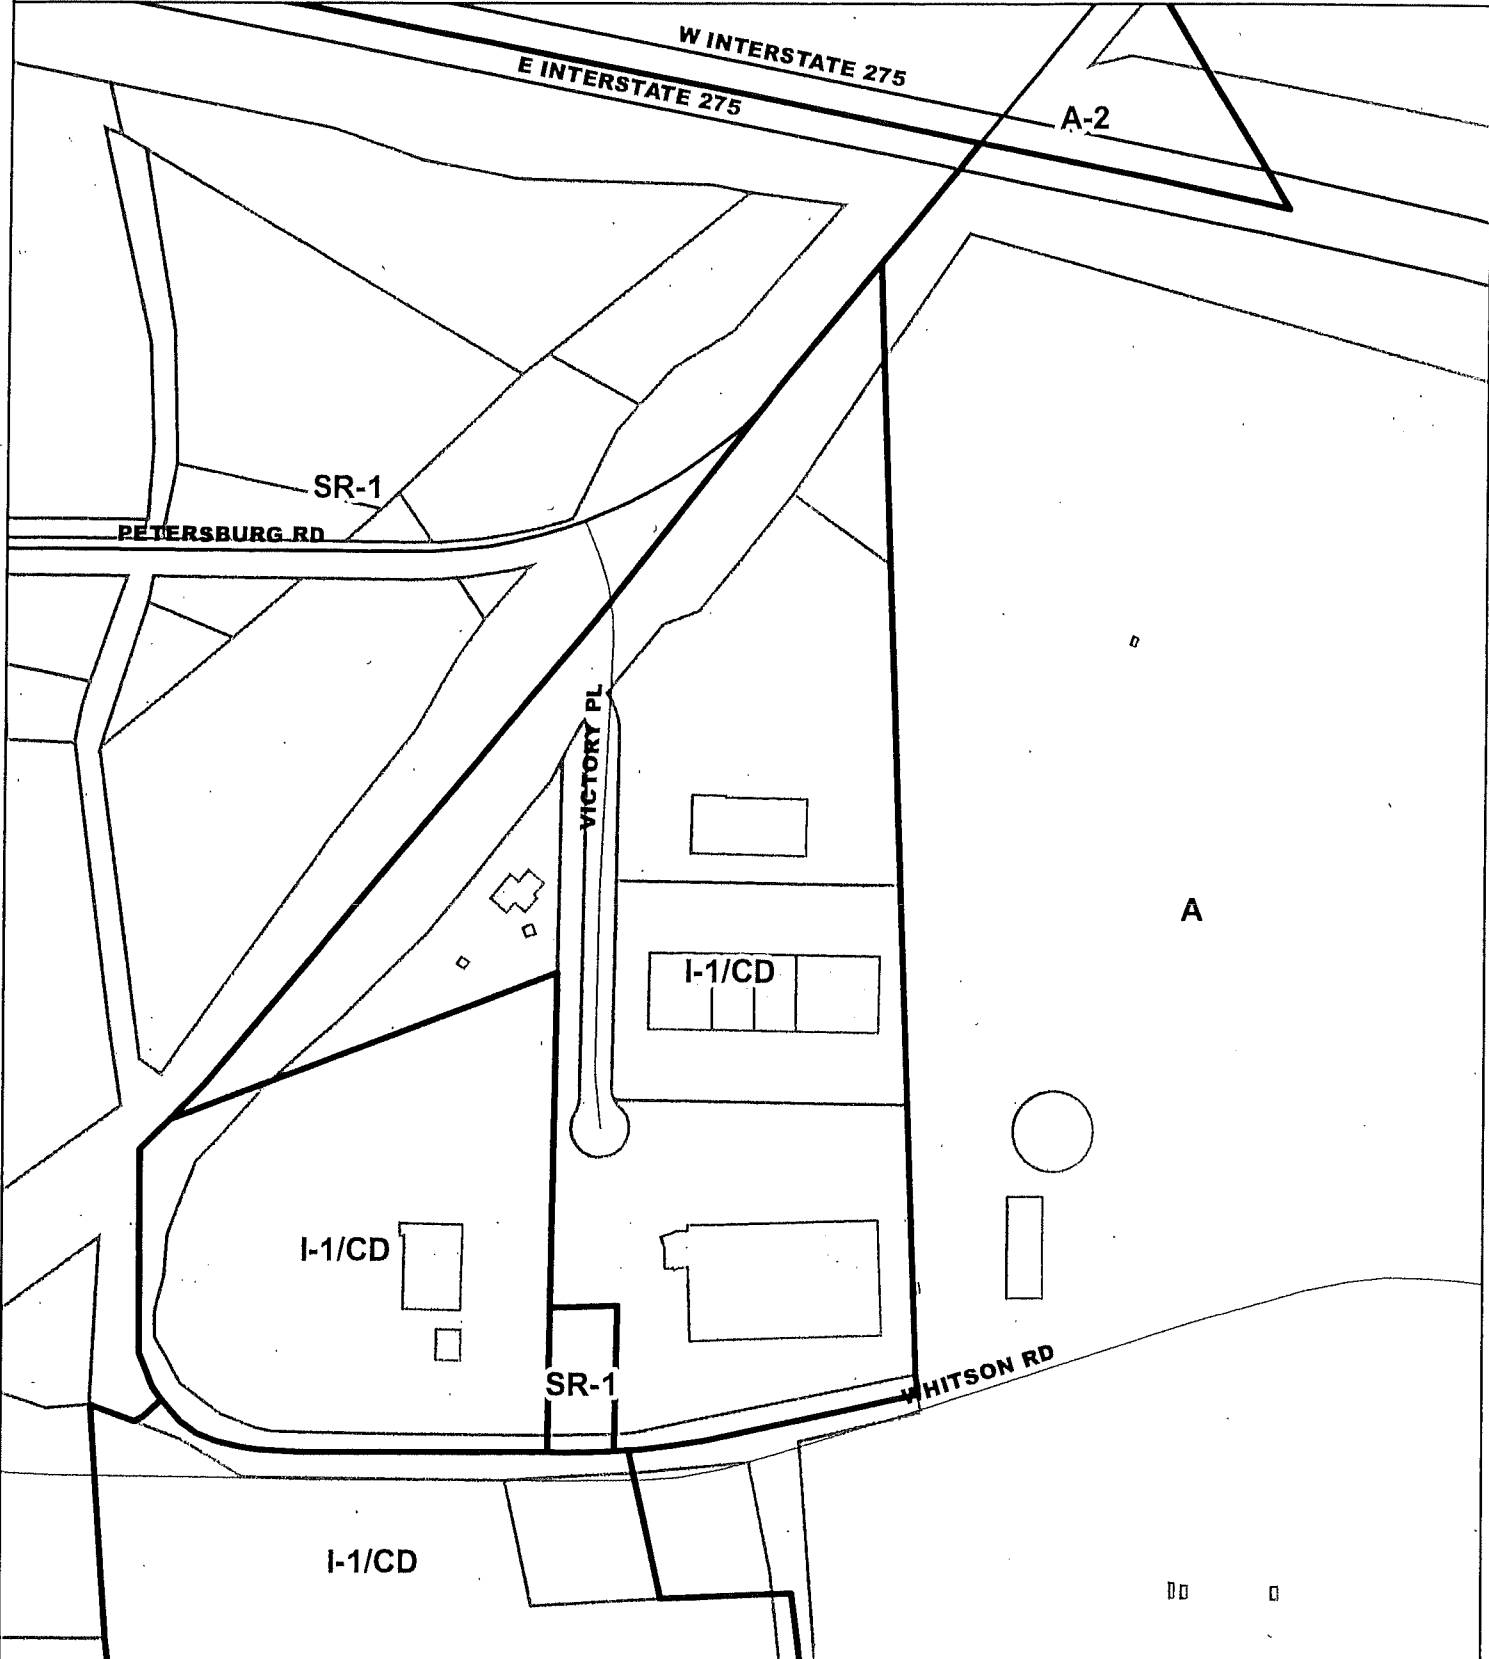 W INTERSTATE 275
E INTERSTATE 275
A-2
SR-1
PETERSBURG RD
VICTORY PL
A
I-1/CD
I-1/CD
WHITSON RD
SR-1
I-1/CD